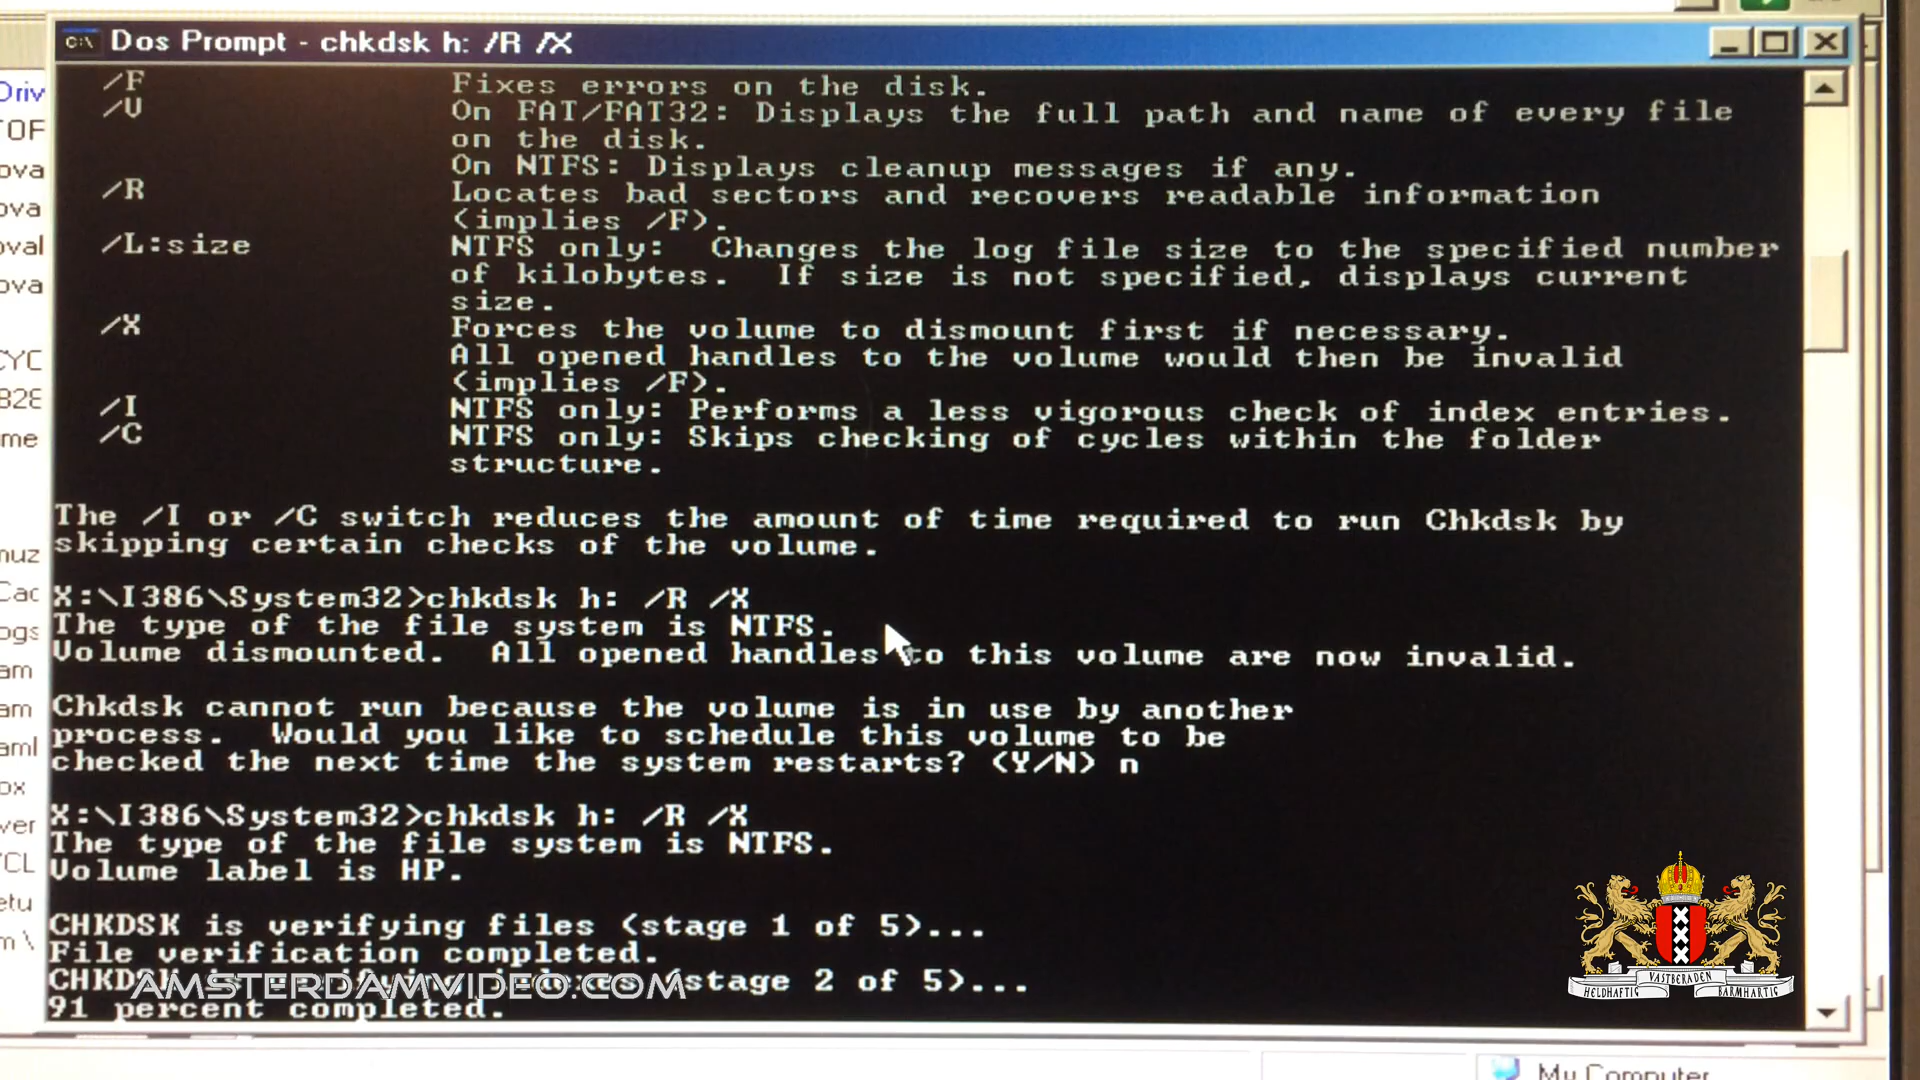 Dos Prompt - chkdsk h: /R /X
/F Fixes errors on the disk.
/V On FAT/FAT32: Displays the full path and name of every file
on the disk.
On NTFS: Displays cleanup messages if any.
/R Locates bad sectors and recovers readable information
(implies /F).
/L:size NTFS only: Changes the log file size to the specified number
of kilobytes. If size is not specified, displays current
size.
/X Forces the volume to dismount first if necessary.
All opened handles to the volume would then be invalid
(implies /F).
/I NTFS only: Performs a less vigorous check of index entries.
/C NTFS only: Skips checking of cycles within the folder
structure.
The /I or /C switch reduces the amount of time required to run Chkdsk by
skipping certain checks of the volume.
X:\I386\System32>chkdsk h: /R /X
The type of the file system is NTFS.
Volume dismounted. All opened handles to this volume are now invalid.
Chkdsk cannot run because the volume is in use by another
process. Would you like to schedule this volume to be
checked the next time the system restarts? (Y/N) n
X:\I386\System32>chkdsk h: /R /X
The type of the file system is NTFS.
Volume label is HP.
CHKDSK is verifying files (stage 1 of 5)...
File verification completed.
CHKDSK is verifying indexes (stage 2 of 5)...
91 percent completed.
AMSTERDAMVIDEO.COM
HELDHAFTIG VASTBERADEN BARMHARTIG
My Computer